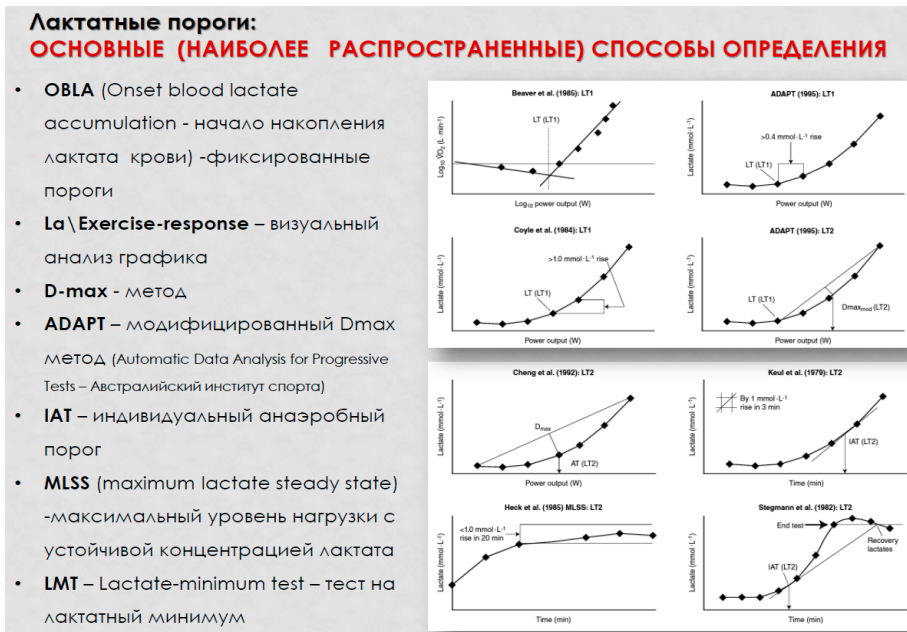 Лактатные пороги:
ОСНОВНЫЕ (НАИБОЛЕЕ РАСПРОСТРАНЕННЫЕ) СПОСОБЫ ОПРЕДЕЛЕНИЯ
• OBLA (Onset blood lactate
accumulation - начало накопления
лактата крови) -фиксированные
пороги
• La\Exercise-response – визуальный
анализ графика
• D-max - метод
• ADAPT – модифицированный Dmax
метод (Automatic Data Analysis for Progressive
Tests – Австралийский институт спорта)
• IAT – индивидуальный анаэробный
порог
• MLSS (maximum lactate steady state)
-максимальный уровень нагрузки с
устойчивой концентрацией лактата
• LMT – Lactate-minimum test – тест на
лактатный минимум
Beaver et al. (1985): LT1
Log₁₀ V̇O₂ (L·min⁻¹)
LT (LT1)
Log₁₀ power output (W)
ADAPT (1995): LT1
Lactate (mmol·L⁻¹)
>0.4 mmol·L⁻¹ rise
LT (LT1)
Power output (W)
Coyle et al. (1984): LT1
Lactate (mmol·L⁻¹)
>1.0 mmol·L⁻¹ rise
LT (LT1)
Power output (W)
ADAPT (1995): LT2
Lactate (mmol·L⁻¹)
LT (LT1)
Dmaxmod (LT2)
Power output (W)
Cheng et al. (1992): LT2
Lactate (mmol·L⁻¹)
Dmax
AT (LT2)
Power output (W)
Keul et al. (1979): LT2
Lactate (mmol·L⁻¹)
By 1 mmol·L⁻¹
rise in 3 min
IAT (LT2)
Time (min)
Heck et al. (1985) MLSS: LT2
Lactate (mmol·L⁻¹)
<1.0 mmol·L⁻¹
rise in 20 min
Time (min)
Stegmann et al. (1982): LT2
Lactate (mmol·L⁻¹)
End test
Recovery
lactates
IAT (LT2)
Time (min)